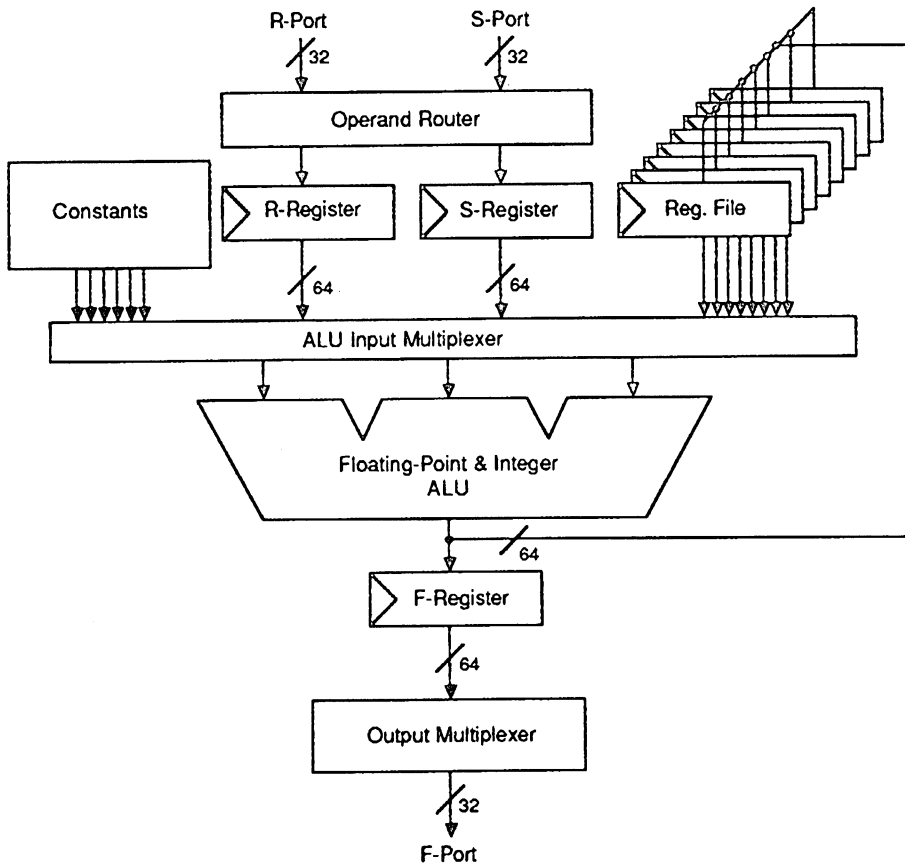 R-Port
S-Port
32
32
Operand Router
Constants
R-Register
S-Register
Reg. File
64
64
ALU Input Multiplexer
Floating-Point & Integer
ALU
64
F-Register
64
Output Multiplexer
32
F-Port